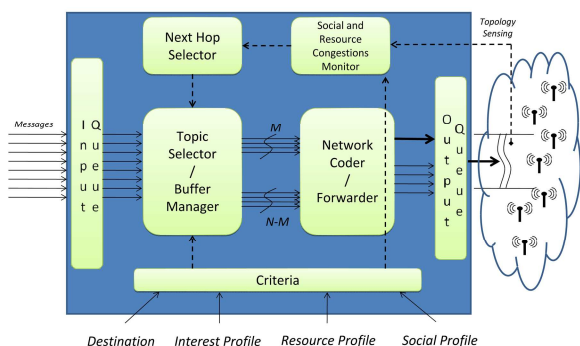 Topology
Sensing
Next Hop
Selector
Social and
Resource
Congestions
Monitor
Messages
Input
Queue
Topic
Selector
/
Buffer
Manager
M
N-M
Network
Coder
/
Forwarder
Outeput
Queue
Criteria
Destination Interest Profile Resource Profile Social Profile